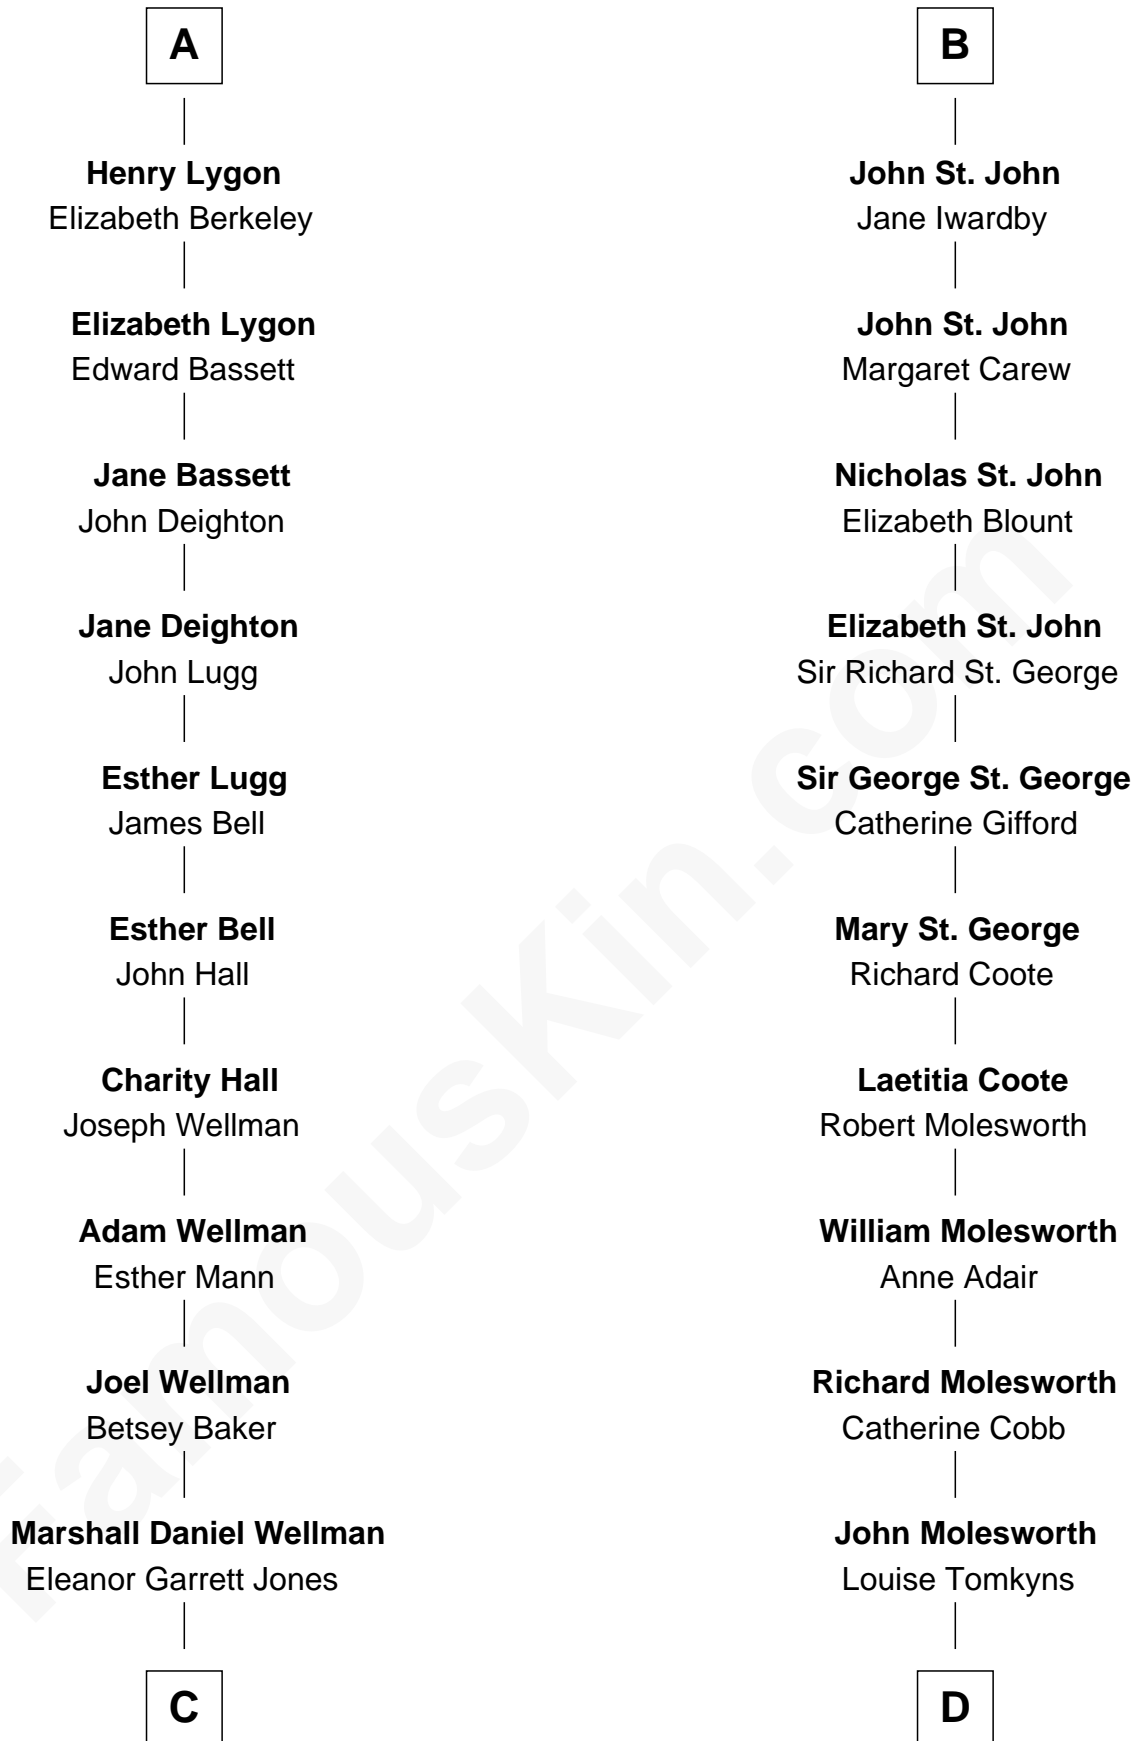 A
Henry Lygon
Elizabeth Berkeley
Elizabeth Lygon
Edward Bassett
Jane Bassett
John Deighton
Jane Deighton
John Lugg
Esther Lugg
James Bell
Esther Bell
John Hall
Charity Hall
Joseph Wellman
Adam Wellman
Esther Mann
Joel Wellman
Betsey Baker
Marshall Daniel Wellman
Eleanor Garrett Jones
C
B
John St. John
Jane Iwardby
John St. John
Margaret Carew
Nicholas St. John
Elizabeth Blount
Elizabeth St. John
Sir Richard St. George
Sir George St. George
Catherine Gifford
Mary St. George
Richard Coote
Laetitia Coote
Robert Molesworth
William Molesworth
Anne Adair
Richard Molesworth
Catherine Cobb
John Molesworth
Louise Tomkyns
D
FamousKin.com